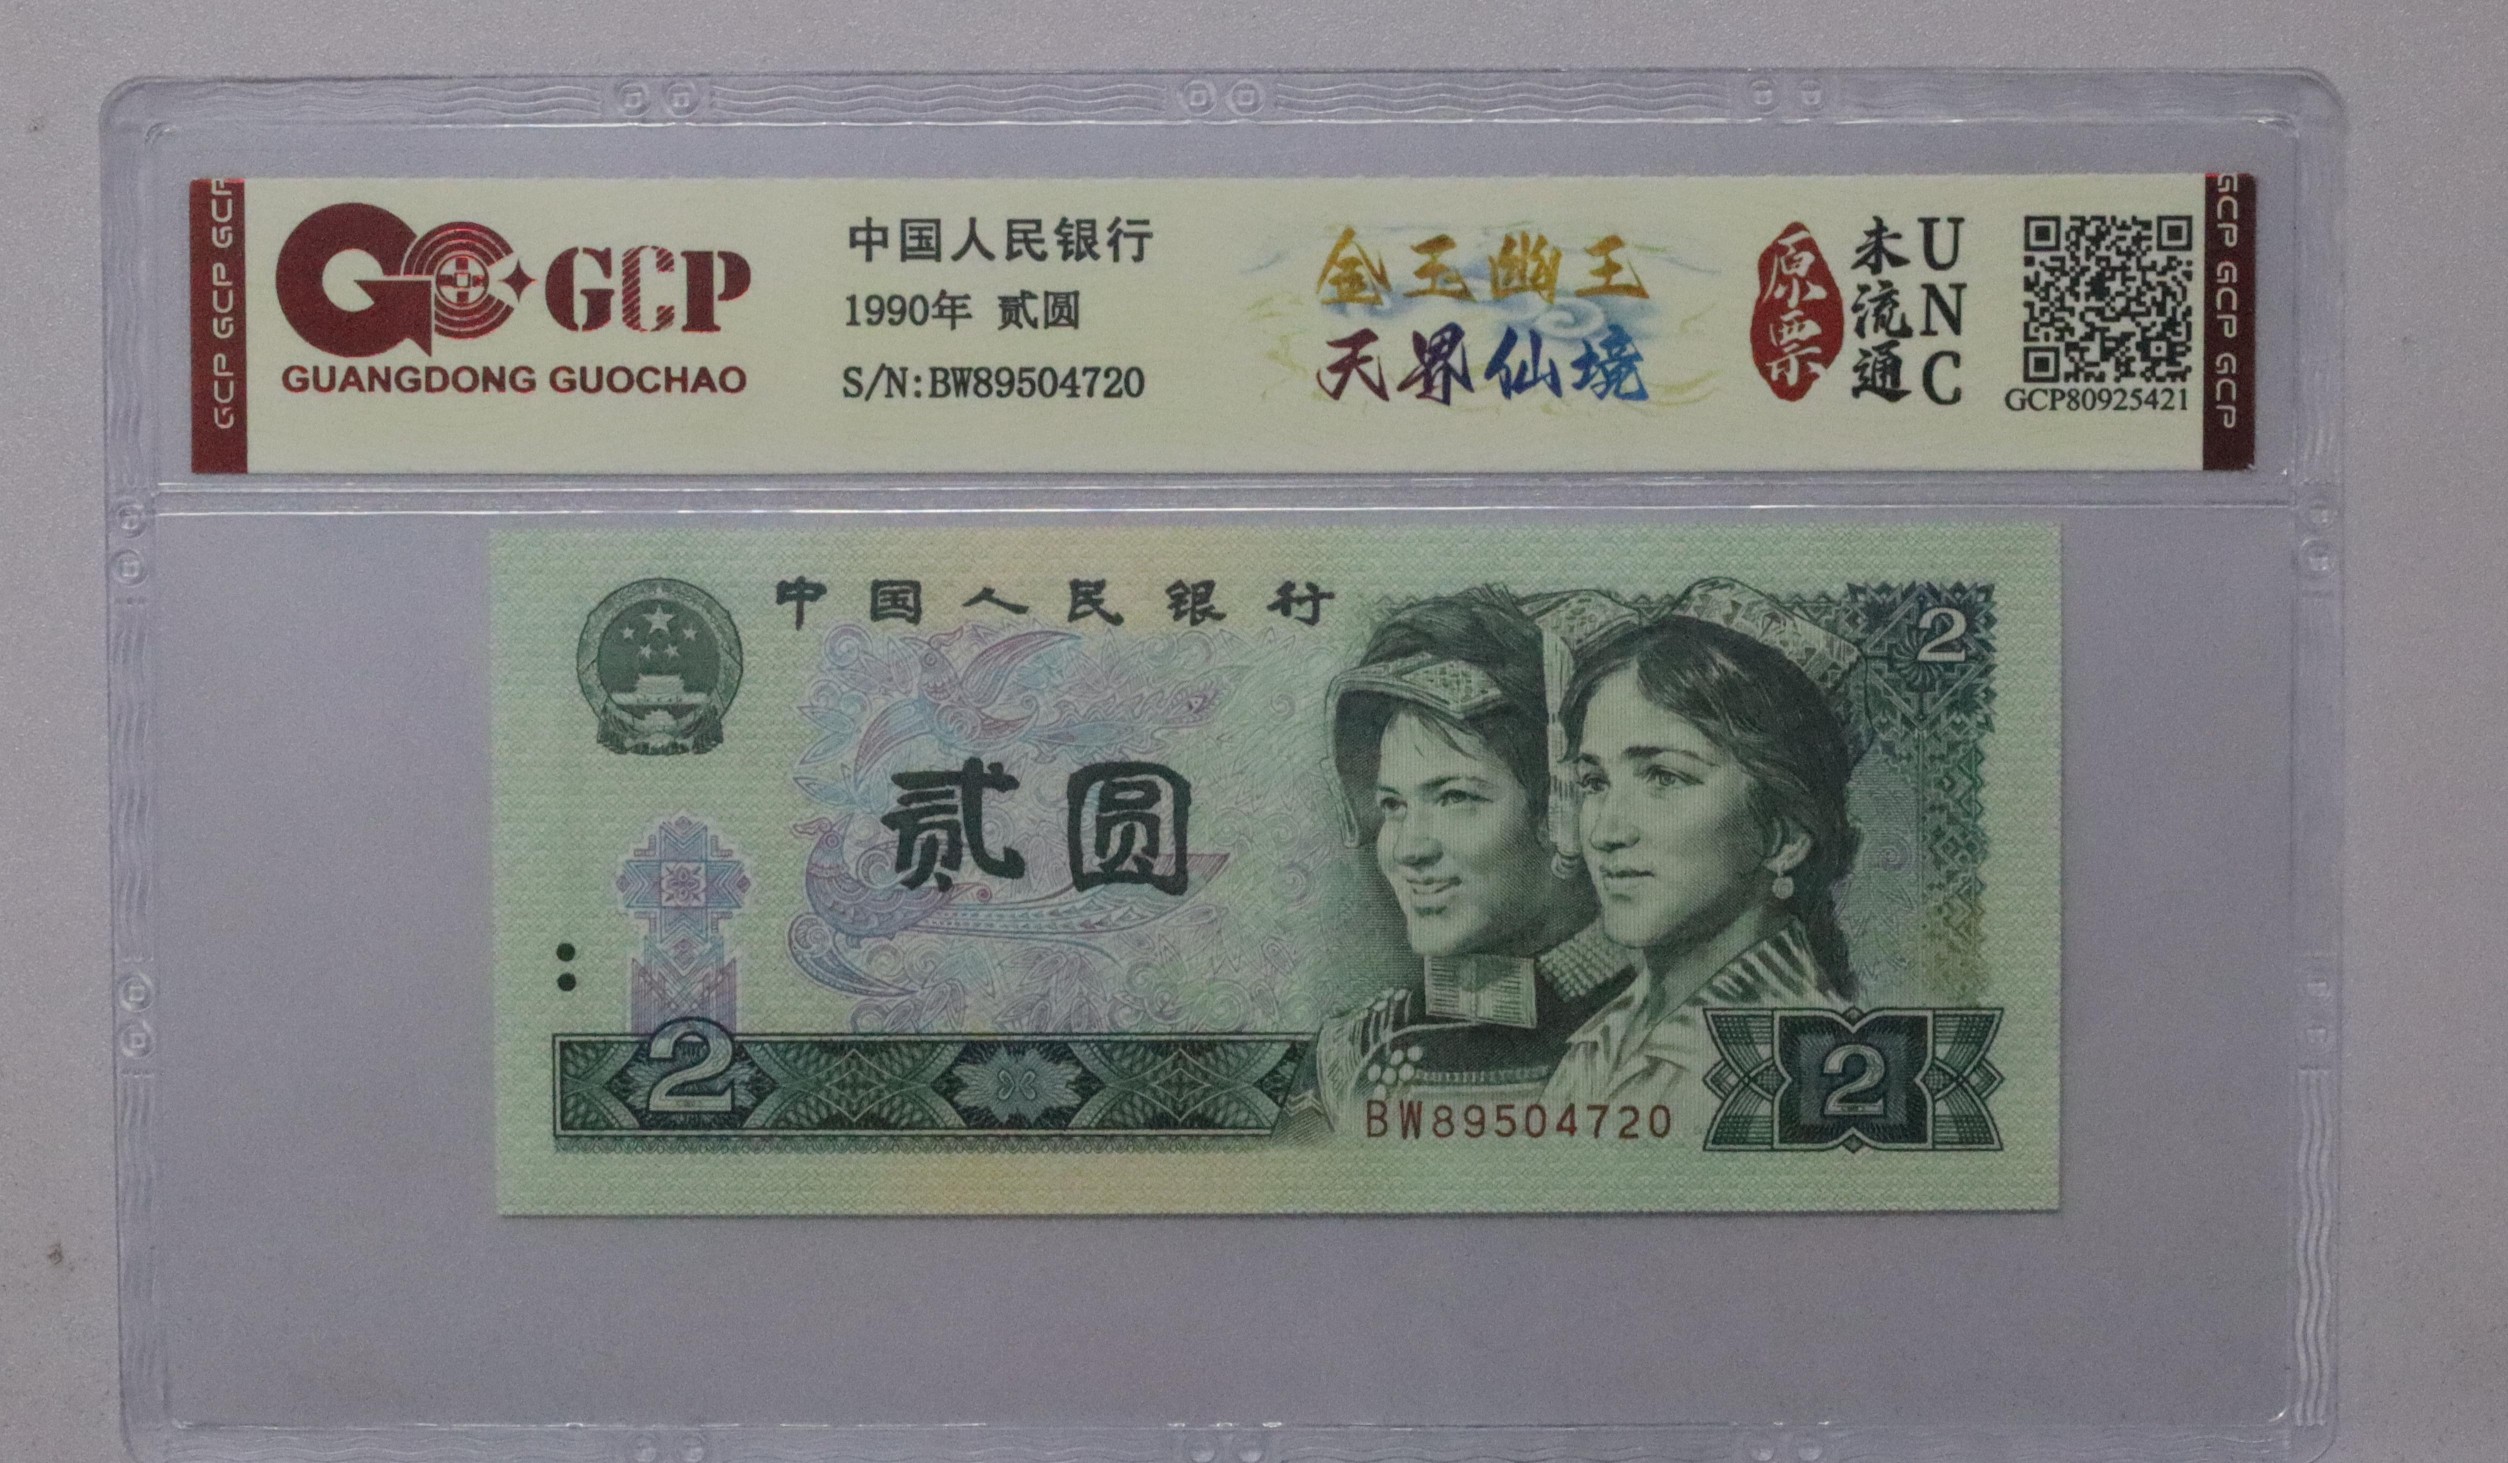 GCP GCP GCP
GCP
GUANGDONG GUOCHAO
中国人民银行
1990年 贰圆
S/N:BW89504720
金玉幽王
天界仙境
原票
未流通
UNC
GCP80925421
GCP GCP GCP
中国人民银行
2
贰圆
2
BW89504720
2